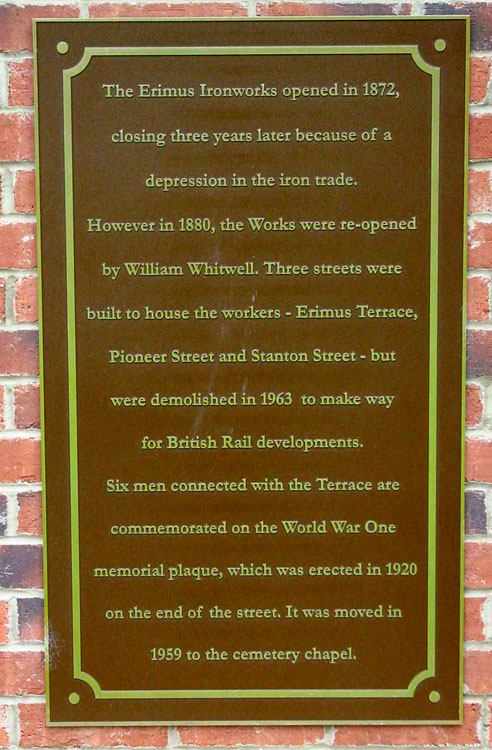 The Erimus Ironworks opened in 1872,
closing three years later because of a
depression in the iron trade.
However in 1880, the Works were re-opened
by William Whitwell. Three streets were
built to house the workers - Erimus Terrace,
Pioneer Street and Stanton Street - but
were demolished in 1963 to make way
for British Rail developments.
Six men connected with the Terrace are
commemorated on the World War One
memorial plaque, which was erected in 1920
on the end of the street. It was moved in
1959 to the cemetery chapel.